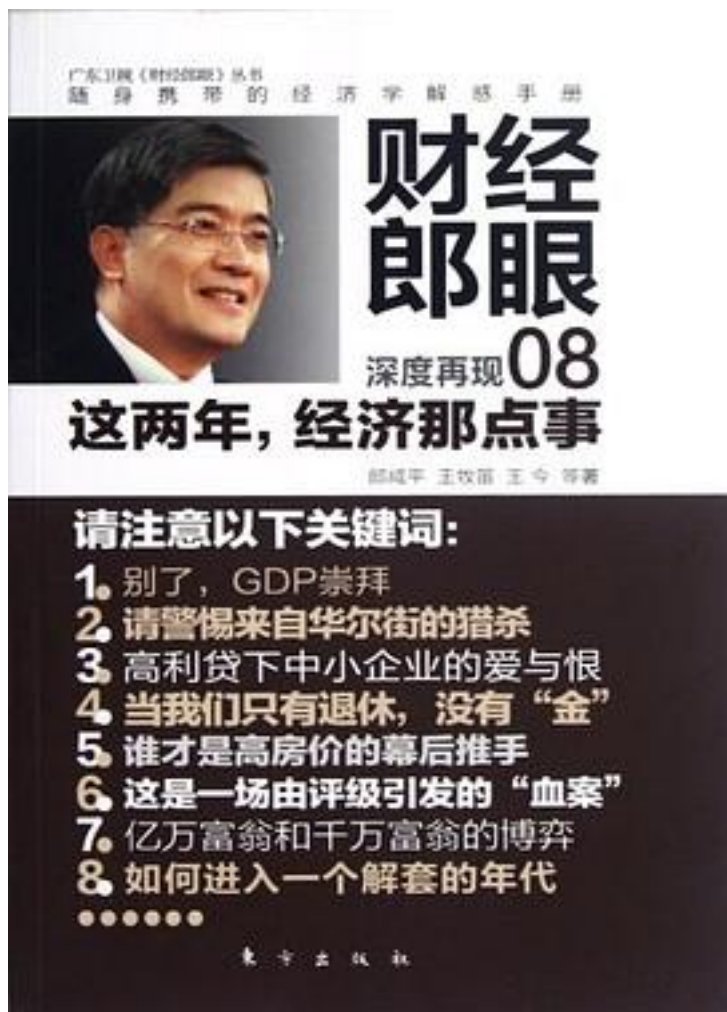 广东卫视《财经郎眼》丛书
随身携带的经济学解惑手册
财经
郎眼
深度再现08
这两年，经济那点事
郎咸平 王牧笛 王今 等著
请注意以下关键词：
1. 别了，GDP崇拜
2. 请警惕来自华尔街的猎杀
3. 高利贷下中小企业的爱与恨
4. 当我们只有退休，没有“金”
5. 谁才是高房价的幕后推手
6. 这是一场由评级引发的“血案”
7. 亿万富翁和千万富翁的博弈
8. 如何进入一个解套的年代
●●●●●●
东方出版社